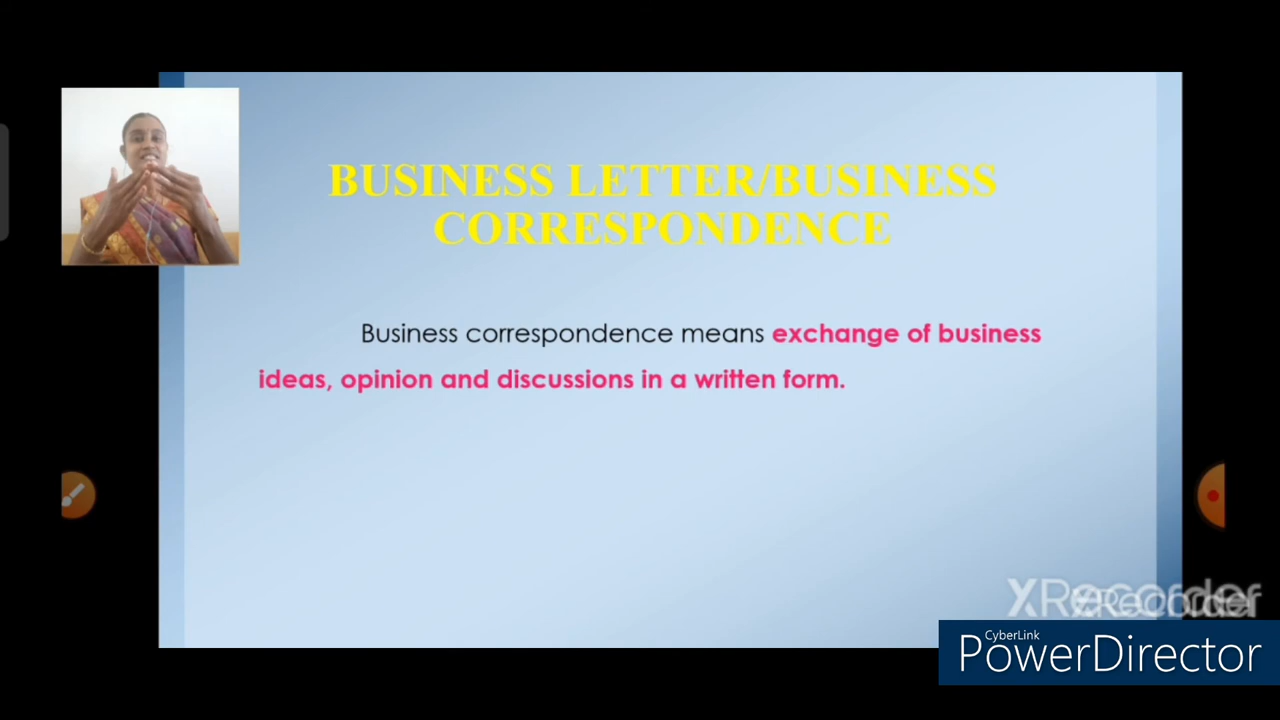 BUSINESS LETTER/BUSINESS
CORRESPONDENCE
Business correspondence means exchange of business
ideas, opinion and discussions in a written form.
XRecorder
XRecorder
CyberLink
PowerDirector